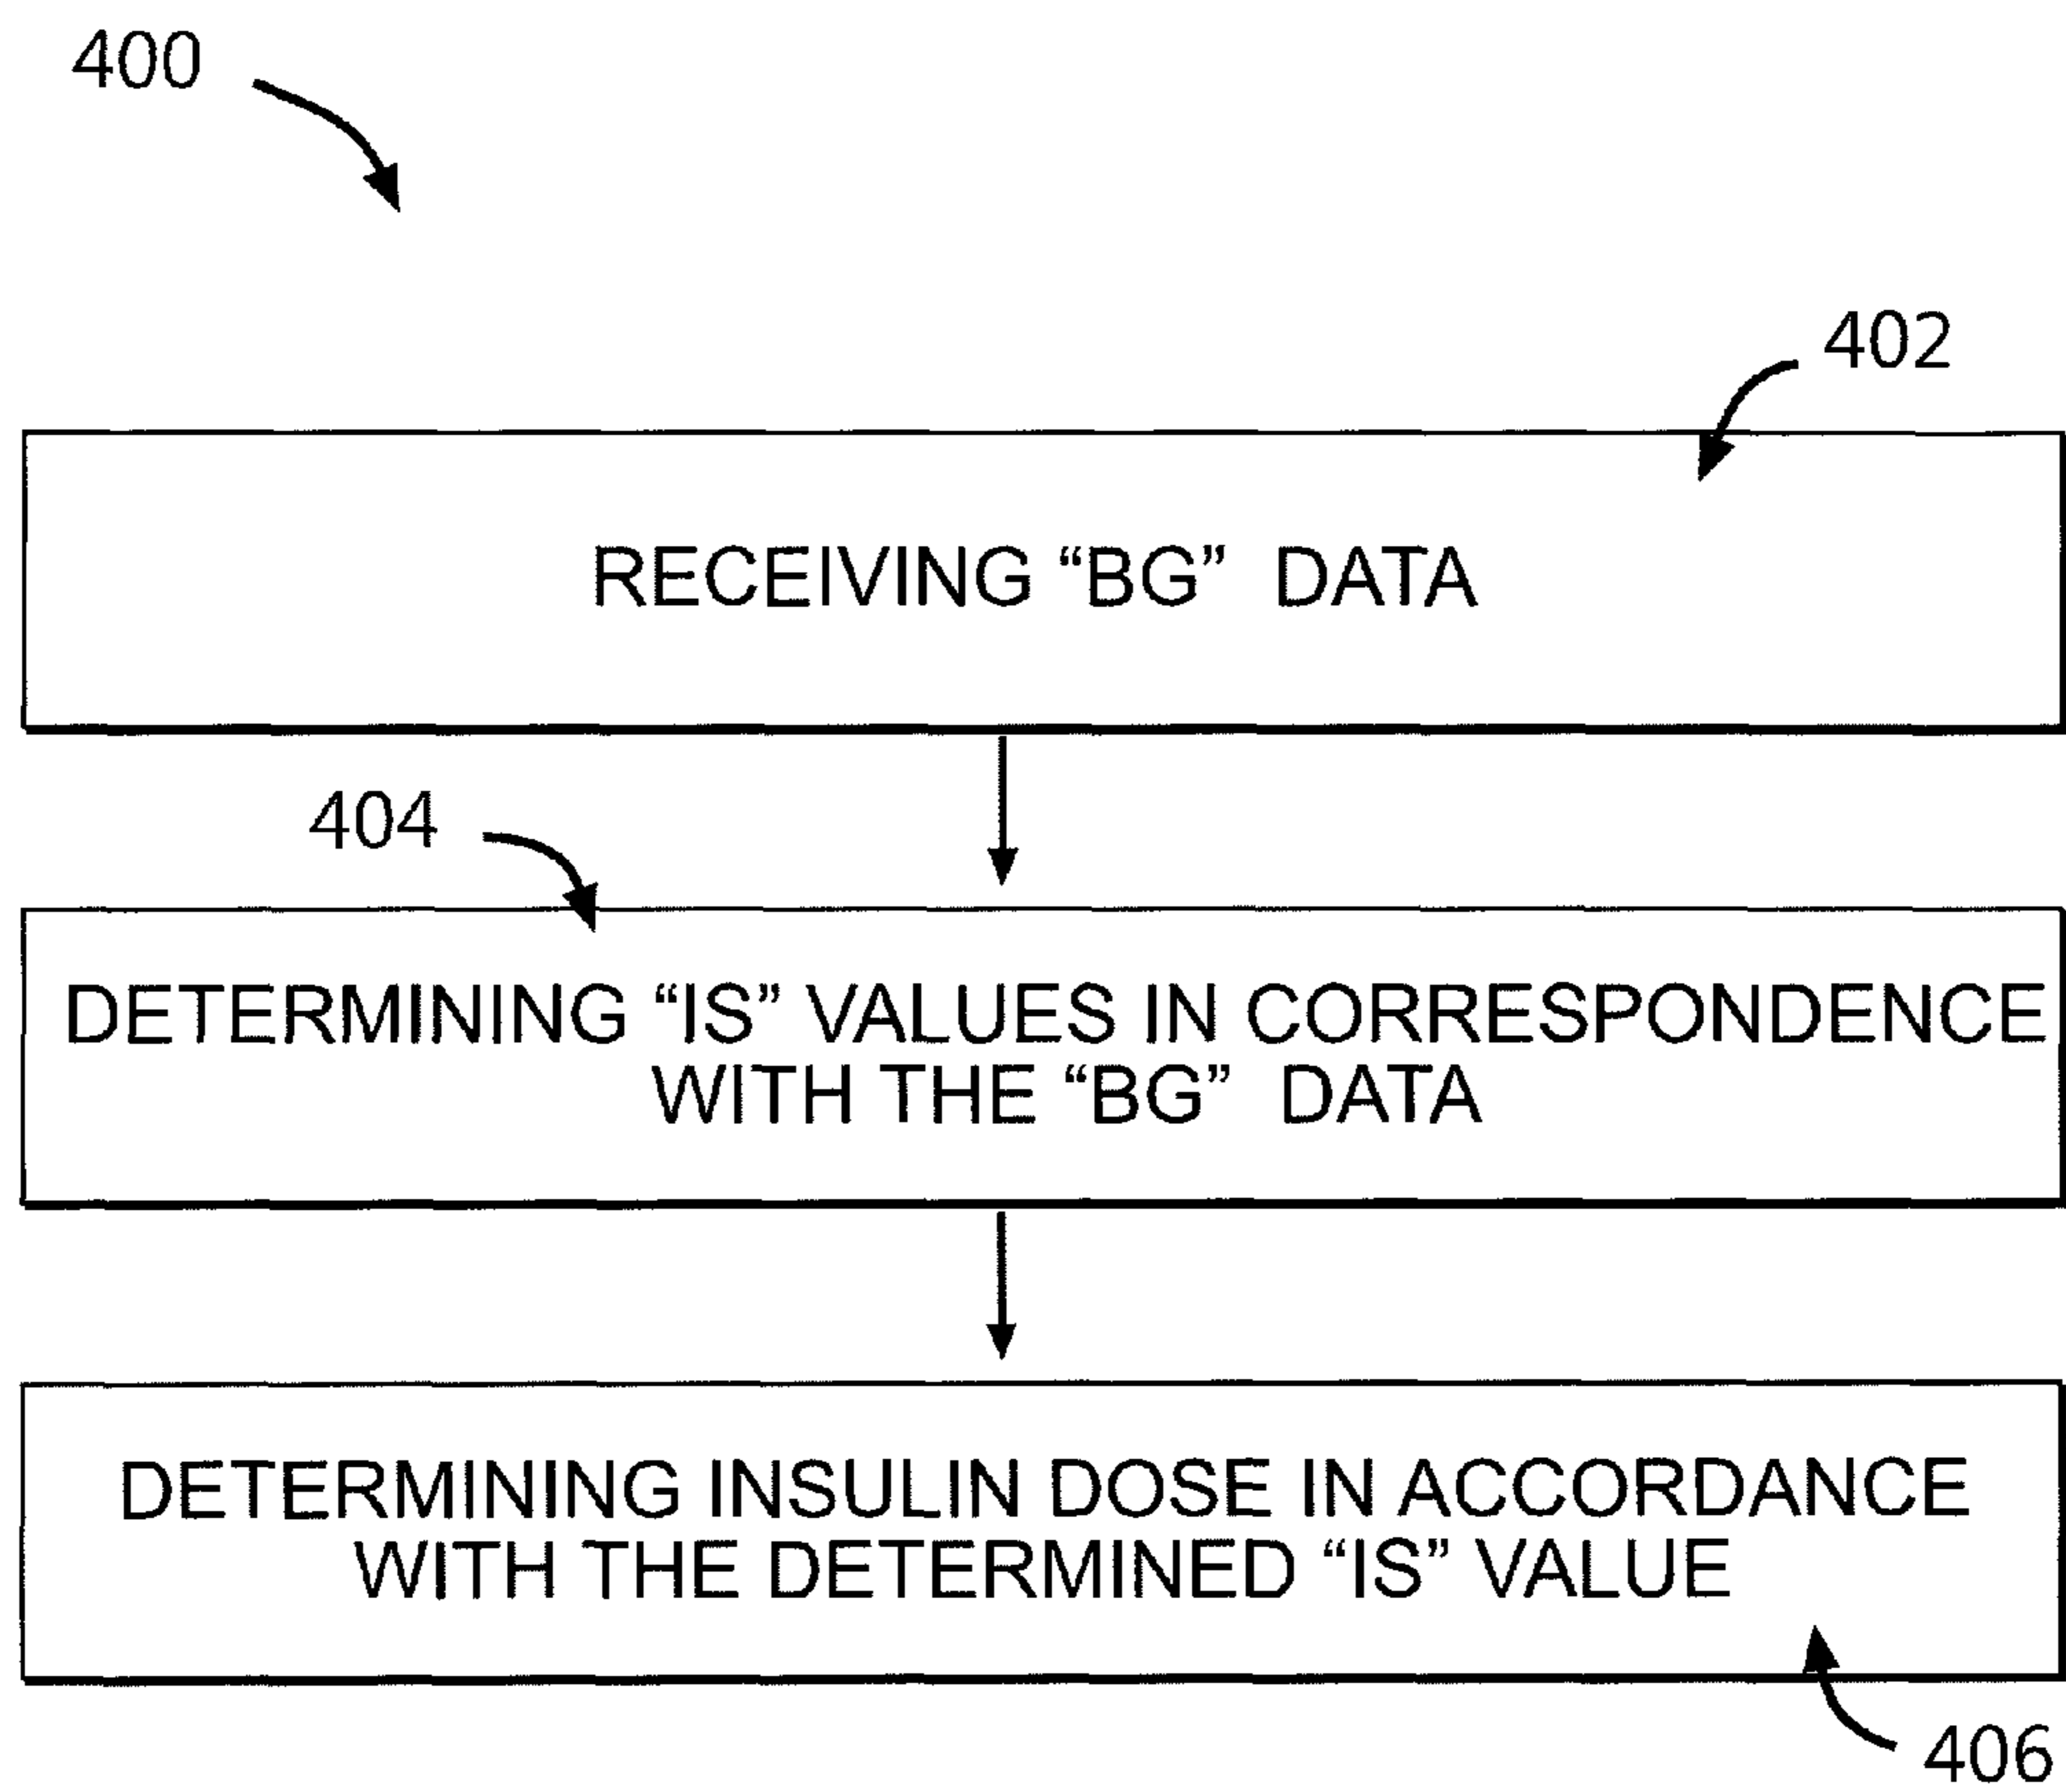 400
402
RECEIVING “BG” DATA
404
DETERMINING “IS” VALUES IN CORRESPONDENCE
WITH THE “BG” DATA
DETERMINING INSULIN DOSE IN ACCORDANCE
WITH THE DETERMINED “IS” VALUE
406